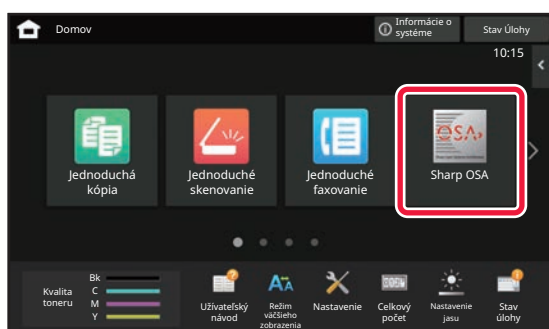 Domov
Informácie o
systéme
Stav Úlohy
10:15
Jednoduchá
kópia
Jednoduché
skenovanie
Jednoduché
faxovanie
OSA
Sharp OSA
Kvalita
toneru
Bk
C
M
Y
Užívateľský
návod
Režim
väčšieho
zobrazenia
Nastavenie
Celkový
počet
Nastavenie
jasu
Stav
úlohy